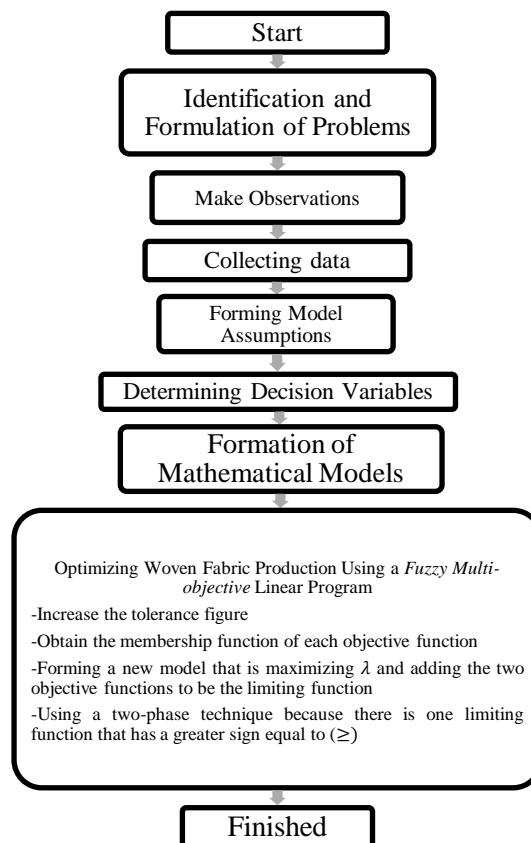 Start
Identification and
Formulation of Problems
Make Observations
Collecting data
Forming Model
Assumptions
Determining Decision Variables
Formation of
Mathematical Models
Optimizing Woven Fabric Production Using a Fuzzy Multi-
objective Linear Program
-Increase the tolerance figure
-Obtain the membership function of each objective function
-Forming a new model that is maximizing λ and adding the two
objective functions to be the limiting function
-Using a two-phase technique because there is one limiting
function that has a greater sign equal to (≥)
Finished